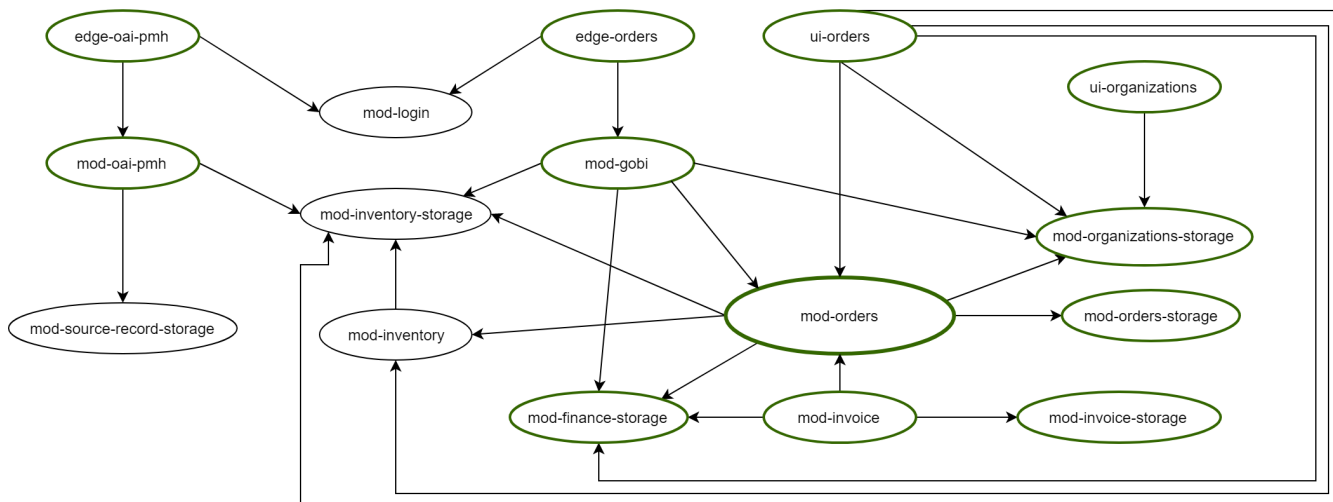 edge-oai-pmh
edge-orders
ui-orders
ui-organizations
mod-login
mod-oai-pmh
mod-gobi
mod-inventory-storage
mod-organizations-storage
mod-source-record-storage
mod-inventory
mod-orders
mod-orders-storage
mod-finance-storage
mod-invoice
mod-invoice-storage